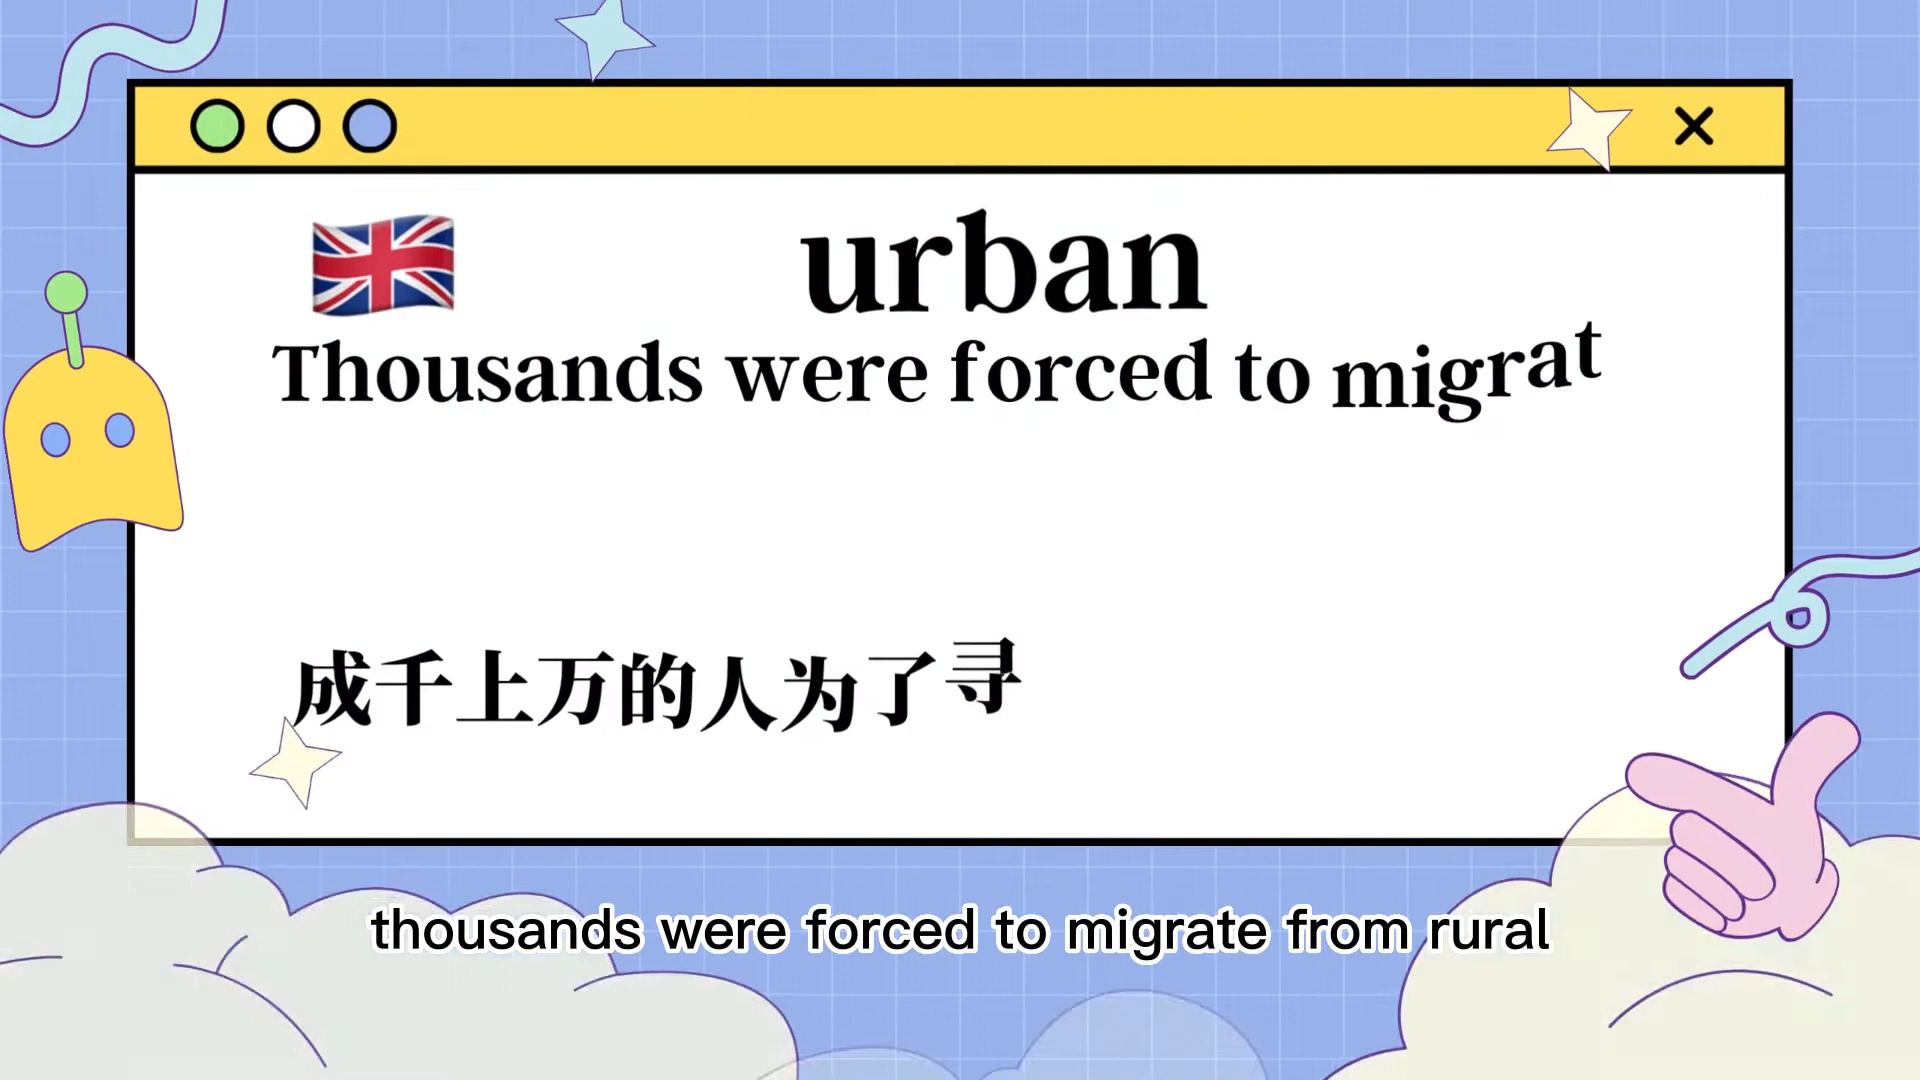 urban
Thousands were forced to migrat
成千上万的人为了寻
thousands were forced to migrate from rural